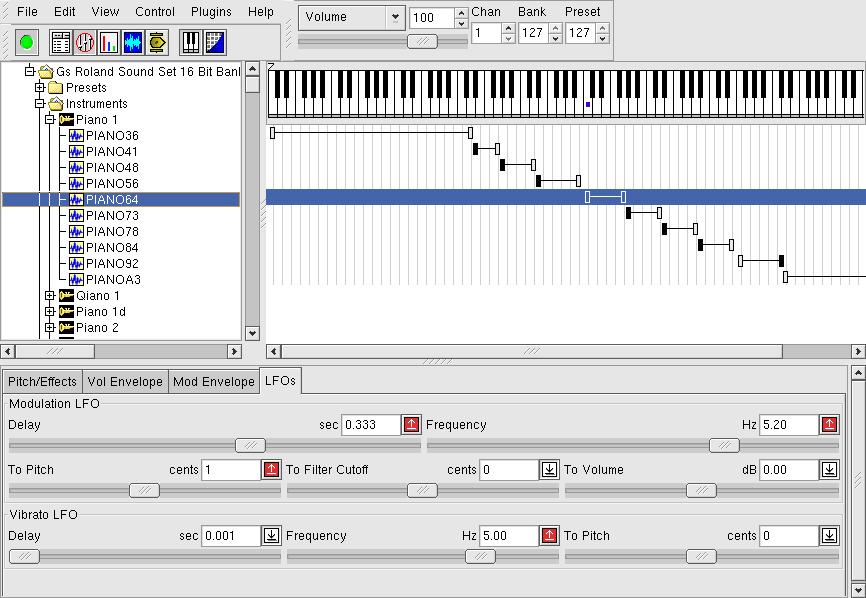 File Edit View Control Plugins Help
Volume 100 Chan Bank Preset
1 127 127
Gs Roland Sound Set 16 Bit Banl
Presets
Instruments
Piano 1
PIANO36
PIANO41
PIANO48
PIANO56
PIANO64
PIANO73
PIANO78
PIANO84
PIANO92
PIANOA3
Qiano 1
Piano 1d
Piano 2
Pitch/Effects Vol Envelope Mod Envelope LFOs
Modulation LFO
Delay sec 0.333 Frequency Hz 5.20
To Pitch cents 1 To Filter Cutoff cents 0 To Volume dB 0.00
Vibrato LFO
Delay sec 0.001 Frequency Hz 5.00 To Pitch cents 0